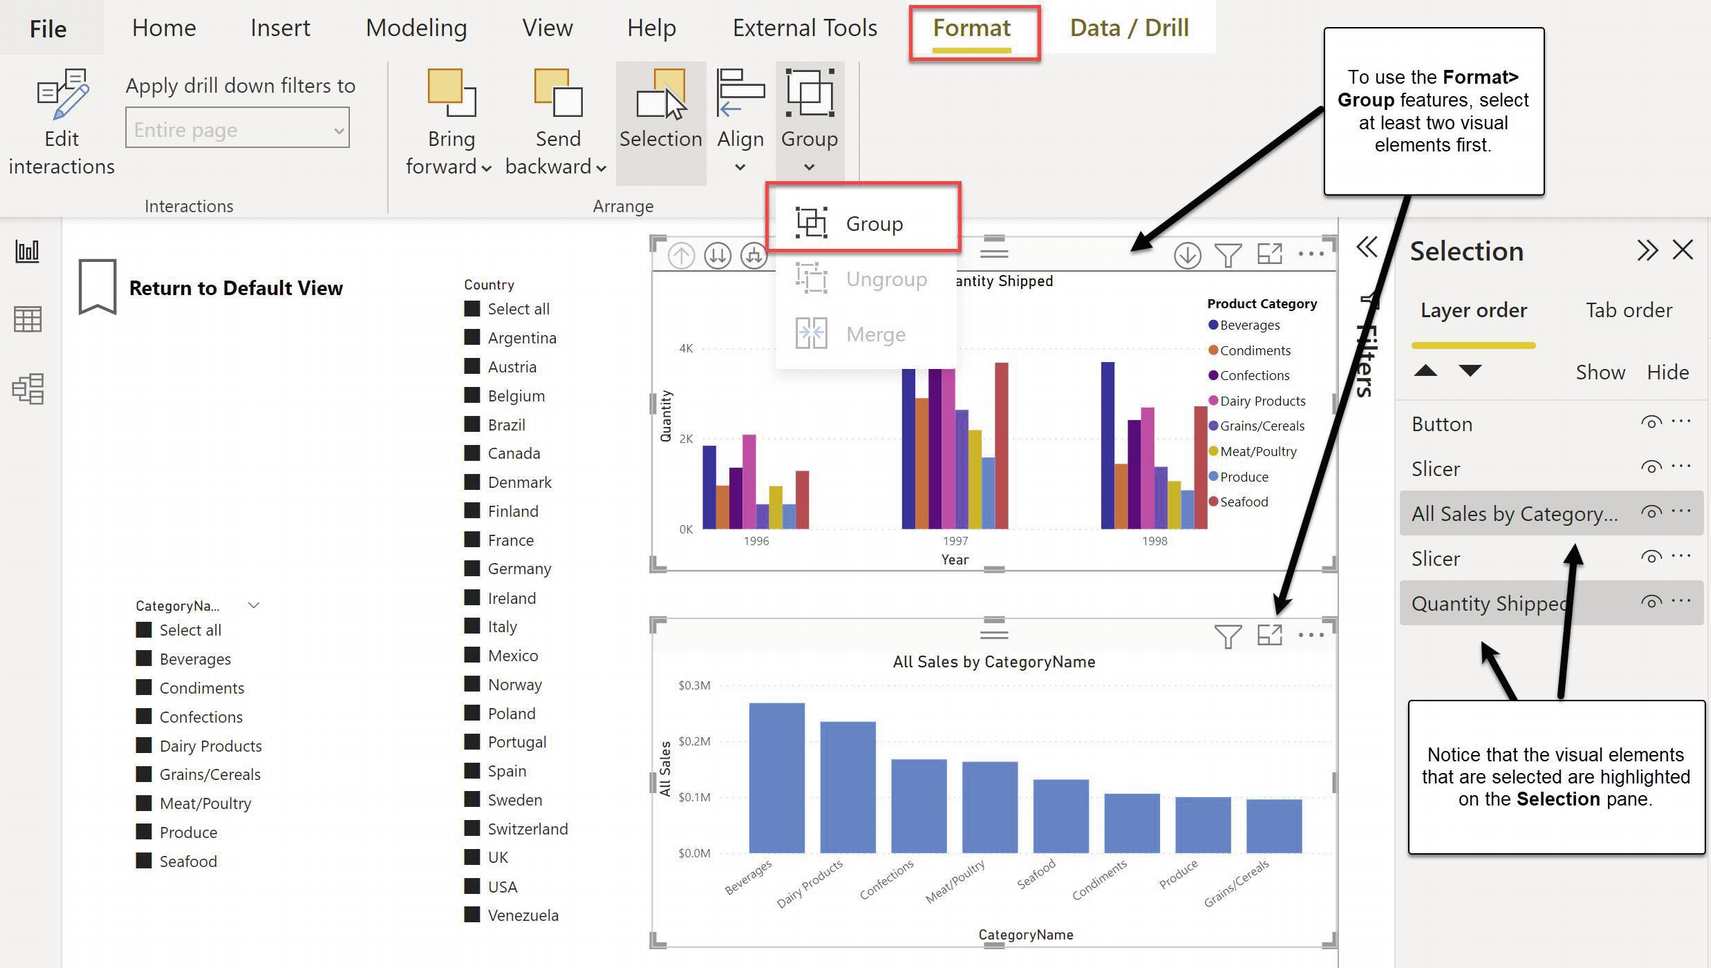 File
Home
Insert
Modeling
View
Help
External Tools
Format
Data / Drill
Edit
interactions
Apply drill down filters to
Entire page
Interactions
Bring
forward
Send
backward
Selection
Align
Group
Arrange
Group
Ungroup
Merge
To use the Format>
Group features, select
at least two visual
elements first.
Return to Default View
CategoryNa...
Select all
Beverages
Condiments
Confections
Dairy Products
Grains/Cereals
Meat/Poultry
Produce
Seafood
Country
Select all
Argentina
Austria
Belgium
Brazil
Canada
Denmark
Finland
France
Germany
Ireland
Italy
Mexico
Norway
Poland
Portugal
Spain
Sweden
Switzerland
UK
USA
Venezuela
antity Shipped
Quantity
4K
2K
0K
1996
1997
1998
Year
Product Category
Beverages
Condiments
Confections
Dairy Products
Grains/Cereals
Meat/Poultry
Produce
Seafood
All Sales by CategoryName
All Sales
$0.3M
$0.2M
$0.1M
$0.0M
Beverages
Dairy Products
Confections
Meat/Poultry
Seafood
Condiments
Produce
Grains/Cereals
CategoryName
Filters
Selection
Layer order
Tab order
Show
Hide
Button
Slicer
All Sales by Category...
Slicer
Quantity Shipped
Notice that the visual elements
that are selected are highlighted
on the Selection pane.